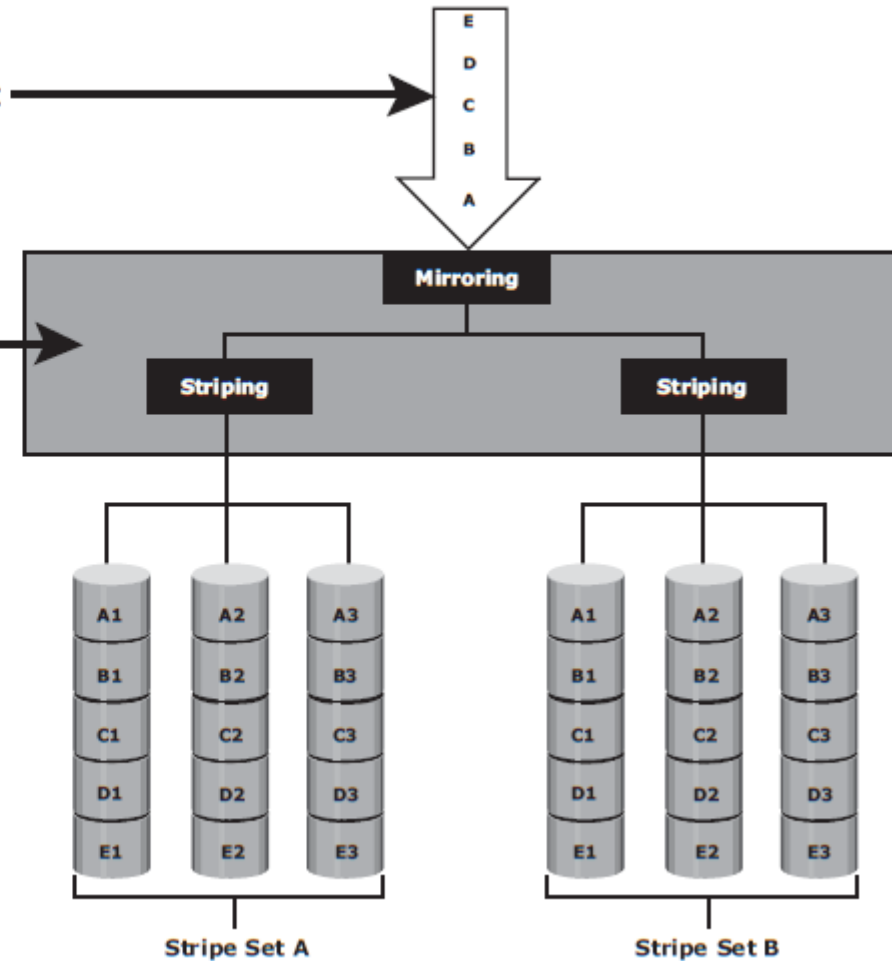 E
D
C
B
A
Mirroring
Striping Striping
A1 A2 A3 A1 A2 A3
B1 B2 B3 B1 B2 B3
C1 C2 C3 C1 C2 C3
D1 D2 D3 D1 D2 D3
E1 E2 E3 E1 E2 E3
Stripe Set A Stripe Set B